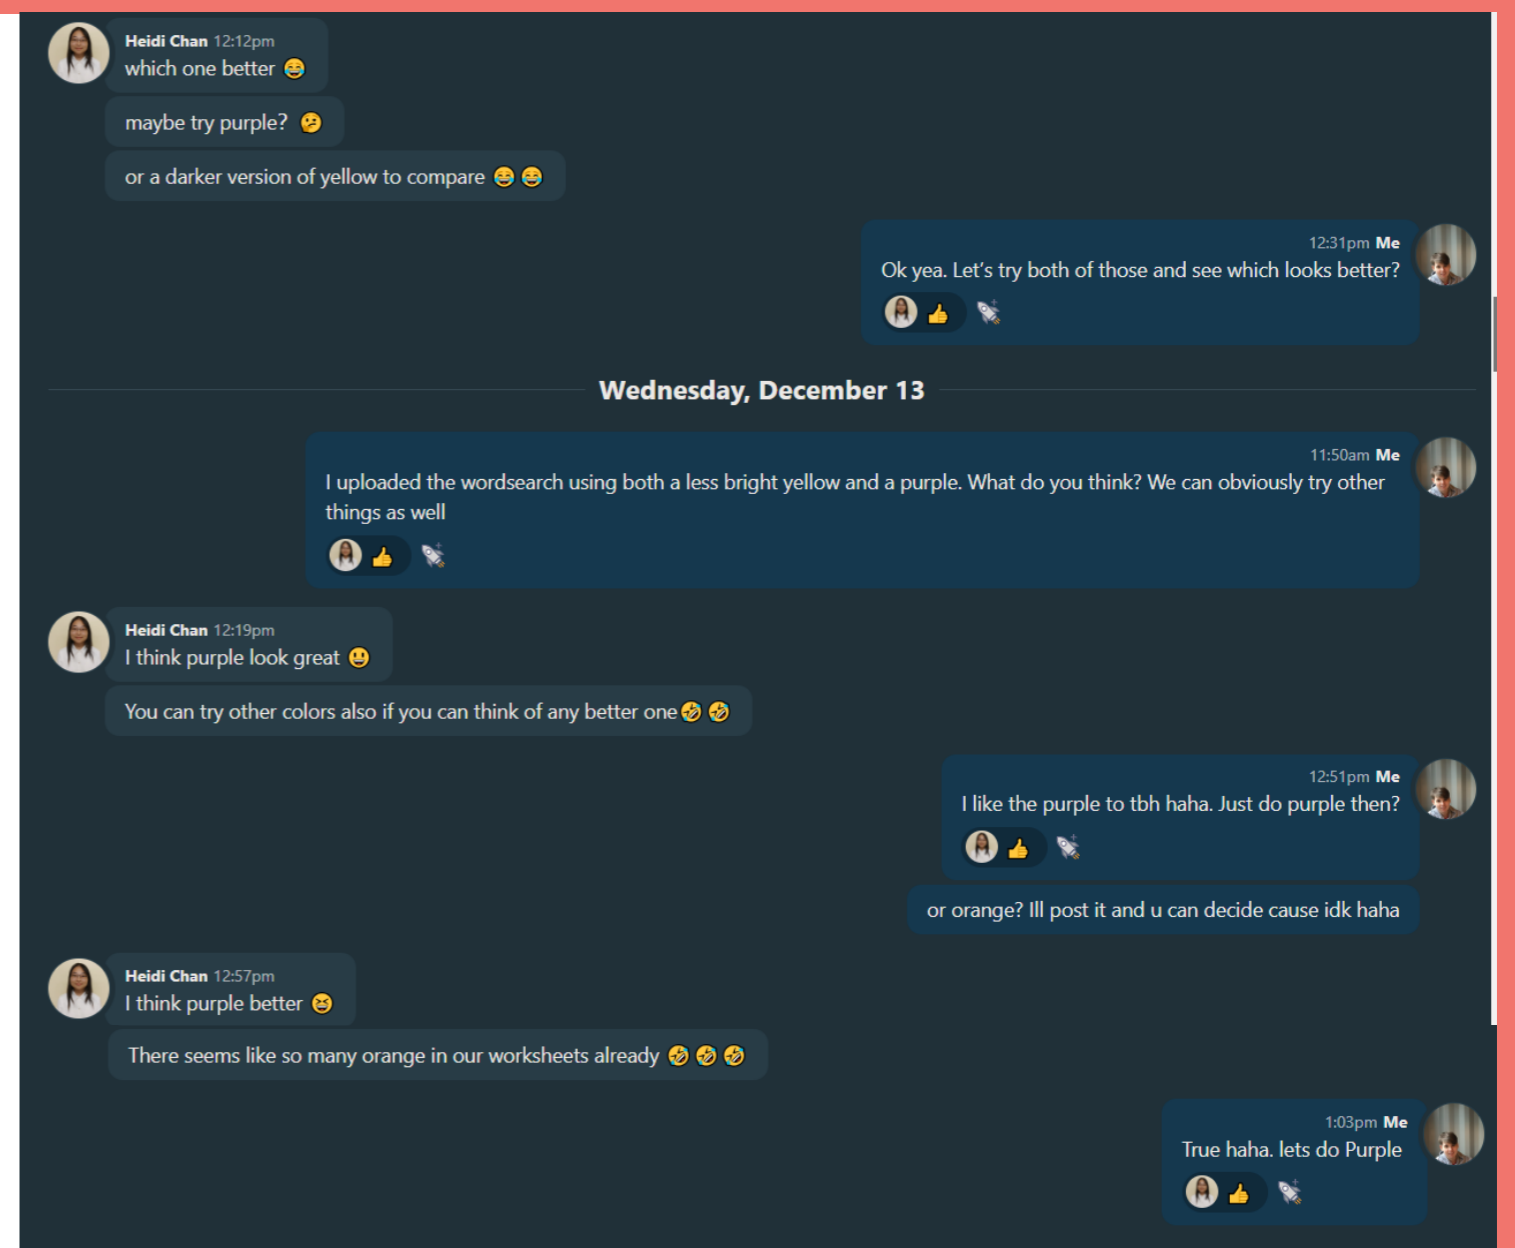 Heidi Chan 12:12pm
which one better 😂
maybe try purple? 🤔
or a darker version of yellow to compare 😂 😂
12:31pm Me
Ok yea. Let's try both of those and see which looks better?
Wednesday, December 13
11:50am Me
I uploaded the wordsearch using both a less bright yellow and a purple. What do you think? We can obviously try other
things as well
Heidi Chan 12:19pm
I think purple look great 😃
You can try other colors also if you can think of any better one🤣 🤣
12:51pm Me
I like the purple to tbh haha. Just do purple then?
or orange? Ill post it and u can decide cause idk haha
Heidi Chan 12:57pm
I think purple better 😆
There seems like so many orange in our worksheets already 🤣 🤣 🤣
1:03pm Me
True haha. lets do Purple